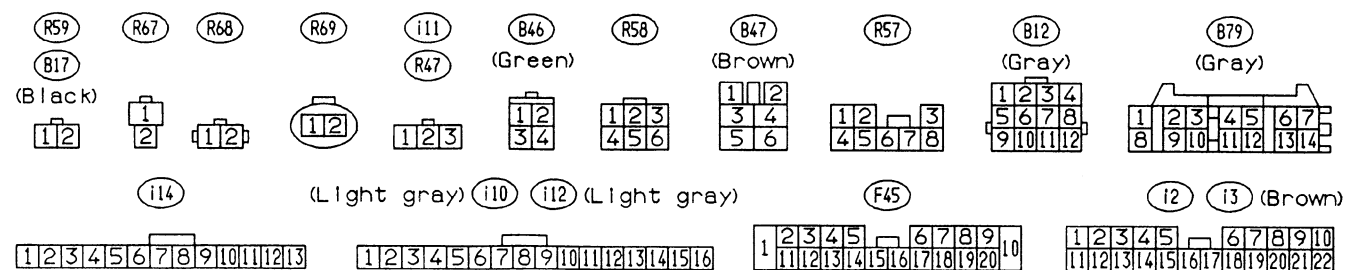 R59 R67 R68 R69 i11 B46 R58 B47 R57 B12 B79
B17 R47 (Green) (Brown) (Gray) (Gray)
(Black)
1 2
1
2
1 2
1 2
1 2 3
1 2
3 4
1 2 3
4 5 6
1 2
3 4
5 6
1 2 3
4 5 6 7 8
1 2 3 4
5 6 7 8
9 10 11 12
1 2 3 4 5 6 7
8 9 10 11 12 13 14
i14 (Light gray) i10 i12 (Light gray) F45 i2 i3 (Brown)
1 2 3 4 5 6 7 8 9 10 11 12 13
1 2 3 4 5 6 7 8 9 10 11 12 13 14 15 16
1 2 3 4 5 6 7 8 9 10
11 12 13 14 15 16 17 18 19 20
1 2 3 4 5 6 7 8 9 10
11 12 13 14 15 16 17 18 19 20 21 22